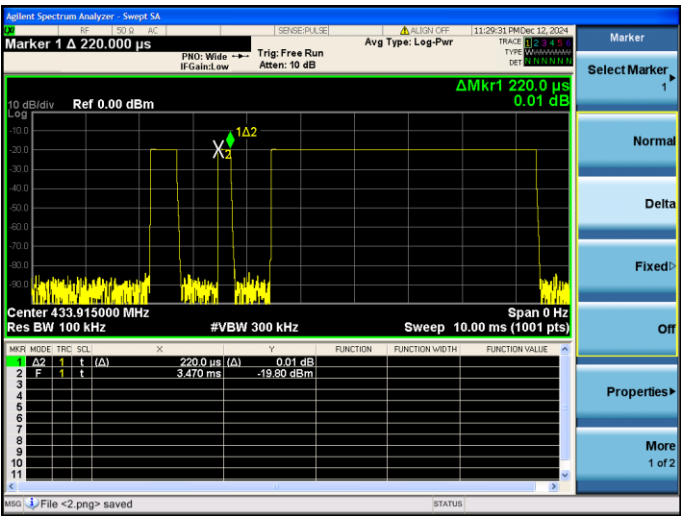 Agilent Spectrum Analyzer - Swept SA
RF 50 Ω AC SENSE:PULSE ALIGN OFF 11:29:31 PM Dec 12, 2024
Marker 1 Δ 220.000 µs
PNO: Wide
IFGain:Low
Trig: Free Run
Atten: 10 dB
Avg Type: Log-Pwr
TRACE 1 2 3 4 5 6
TYPE
DET N N N N N N
ΔMkr1 220.0 µs
0.01 dB
10 dB/div Ref 0.00 dBm
Log
-10.0
-20.0
-30.0
-40.0
-50.0
-60.0
-70.0
-80.0
-90.0
1Δ2
2
Center 433.915000 MHz Span 0 Hz
Res BW 100 kHz #VBW 300 kHz Sweep 10.00 ms (1001 pts)
MKR MODE TRC SCL X Y FUNCTION FUNCTION WIDTH FUNCTION VALUE
1 Δ2 1 t (Δ) 220.0 µs (Δ) 0.01 dB
2 F 1 t 3.470 ms -19.80 dBm
3
4
5
6
7
8
9
10
11
MSG File <2.png> saved STATUS
Marker
Select Marker
1
Normal
Delta
Fixed
Off
Properties
More
1 of 2